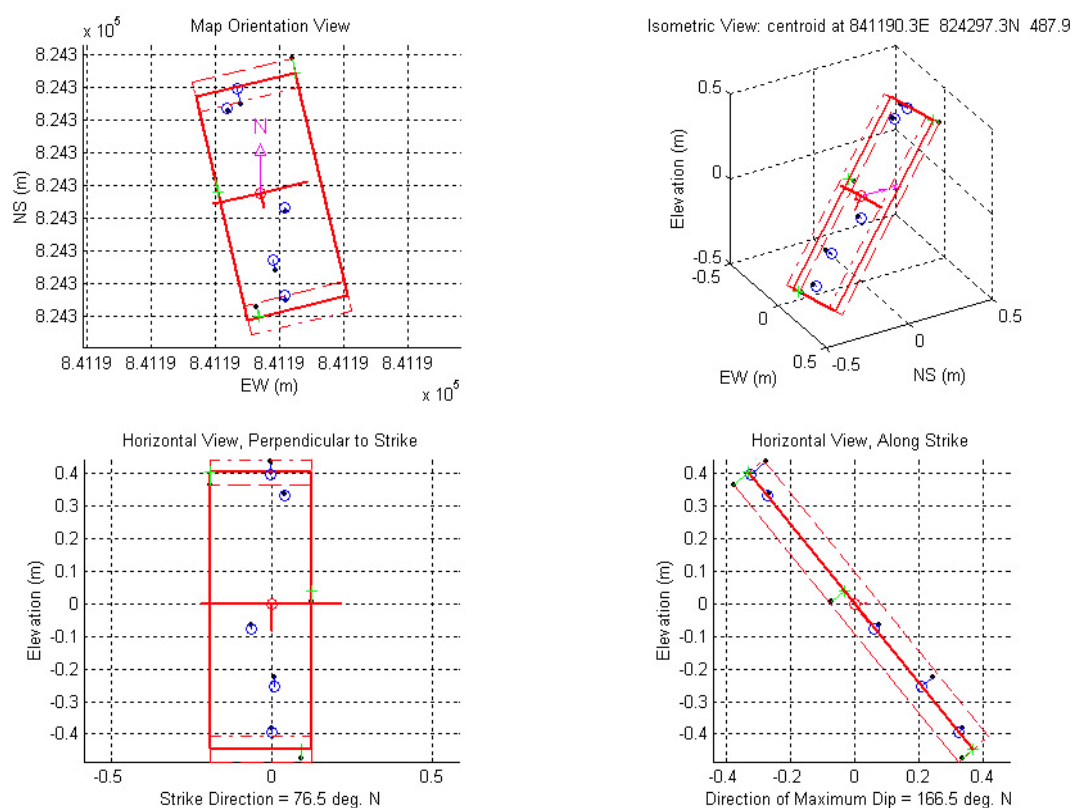 Map Orientation View
x 10^5
8.243
8.243
8.243
8.243
8.243
8.243
8.243
8.243
8.243
NS (m)
N
8.4119 8.4119 8.4119 8.4119 8.4119 8.4119
x 10^5
EW (m)
Isometric View: centroid at 841190.3E 824297.3N 487.9
0.5
0
-0.5
Elevation (m)
-0.5
0
0.5
EW (m)
-0.5
0
0.5
NS (m)
Horizontal View, Perpendicular to Strike
0.4
0.3
0.2
0.1
0
-0.1
-0.2
-0.3
-0.4
Elevation (m)
-0.5 0 0.5
Strike Direction = 76.5 deg. N
Horizontal View, Along Strike
0.4
0.3
0.2
0.1
0
-0.1
-0.2
-0.3
-0.4
Elevation (m)
-0.4 -0.2 0 0.2 0.4
Direction of Maximum Dip = 166.5 deg. N